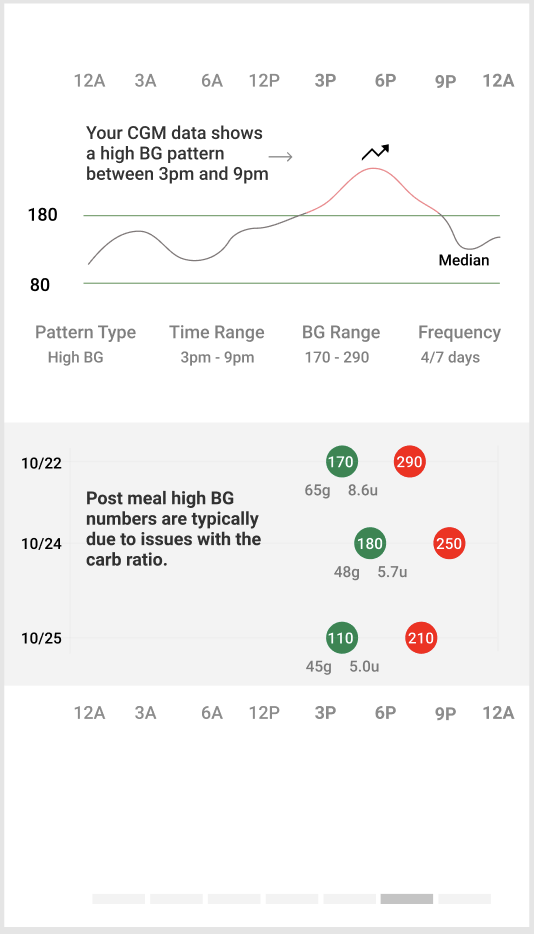 12A 3A 6A 12P 3P 6P 9P 12A
Your CGM data shows
a high BG pattern
between 3pm and 9pm
180
Median
80
Pattern Type Time Range BG Range Frequency
High BG 3pm - 9pm 170 - 290 4/7 days
10/22 170 290
65g 8.6u
Post meal high BG
numbers are typically
due to issues with the
carb ratio.
10/24 180 250
48g 5.7u
10/25 110 210
45g 5.0u
12A 3A 6A 12P 3P 6P 9P 12A